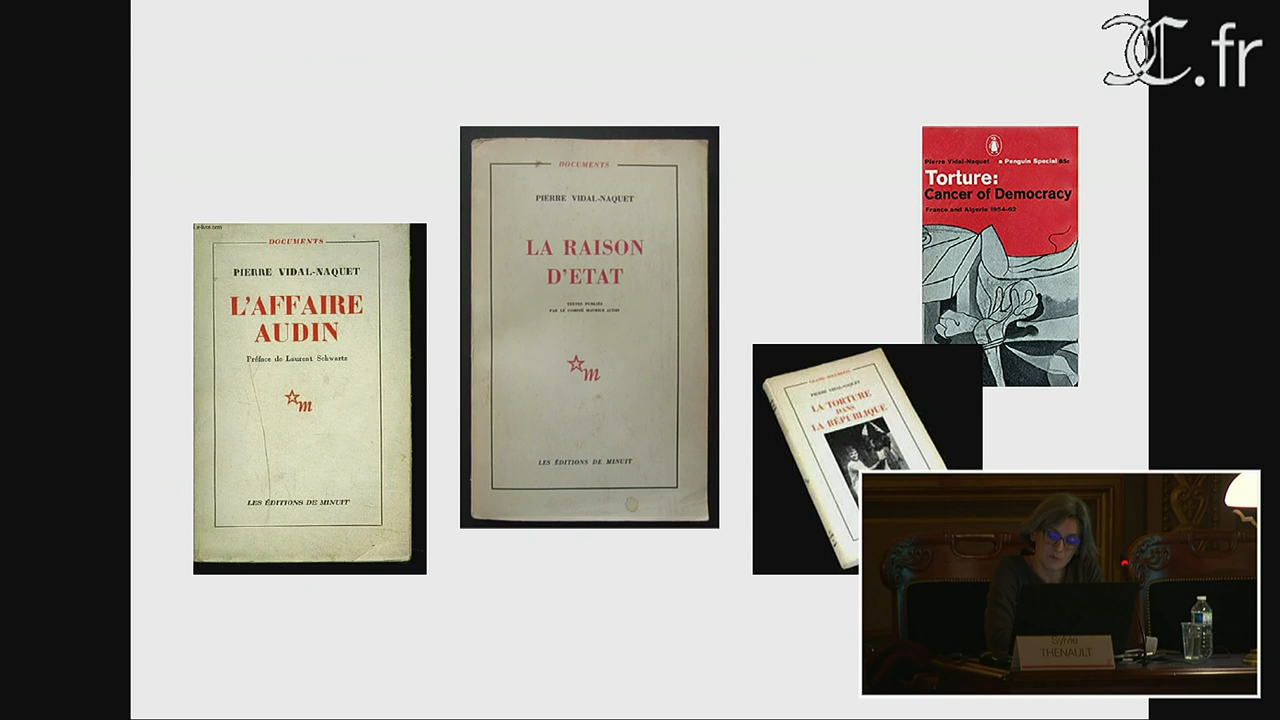 C.fr
Le-livre.com
DOCUMENTS
PIERRE VIDAL-NAQUET
L'AFFAIRE
AUDIN
Préface de Laurent Schwartz
m
LES ÉDITIONS DE MINUIT
DOCUMENTS
PIERRE VIDAL-NAQUET
LA RAISON
D'ETAT
TEXTES PUBLIÉS
PAR LE COMITÉ MAURICE AUDIN
m
LES ÉDITIONS DE MINUIT
Pierre Vidal-Naquet a Penguin Special 85c
Torture:
Cancer of Democracy
France and Algeria 1954-62
GRANDS DOCUMENTS
PIERRE VIDAL-NAQUET
LA TORTURE
DANS
LA RÉPUBLIQUE
Sylvie
THENAULT